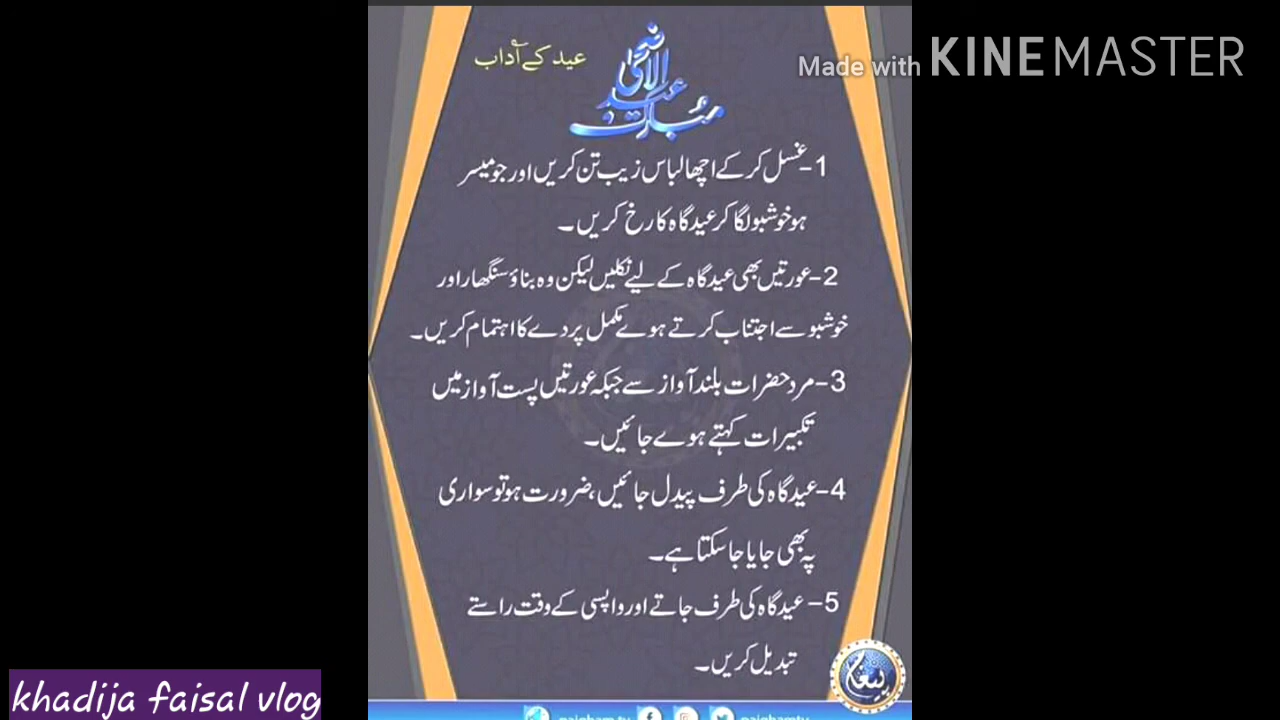 Made with KINEMASTER
عید کے آداب
عید الاضحی مبارک
1-غسل کر کے اچھا لباس زیب تن کریں اور جو میسر
ہو خوشبو لگا کر عید گاہ کا رخ کریں۔
2-عورتیں بھی عید گاہ کے لیے نکلیں لیکن وہ بناؤ سنگھار اور
خوشبو سے اجتناب کرتے ہوے مکمل پردے کا اہتمام کریں۔
3-مرد حضرات بلند آواز سے جبکہ عورتیں پست آواز میں
تکبیرات کہتے ہوے جائیں۔
4-عید گاہ کی طرف پیدل جائیں، ضرورت ہو تو سواری
پہ بھی جایا جا سکتا ہے۔
5- عید گاہ کی طرف جاتے اور واپسی کے وقت راستے
تبدیل کریں۔
پیغام
khadija faisal vlog